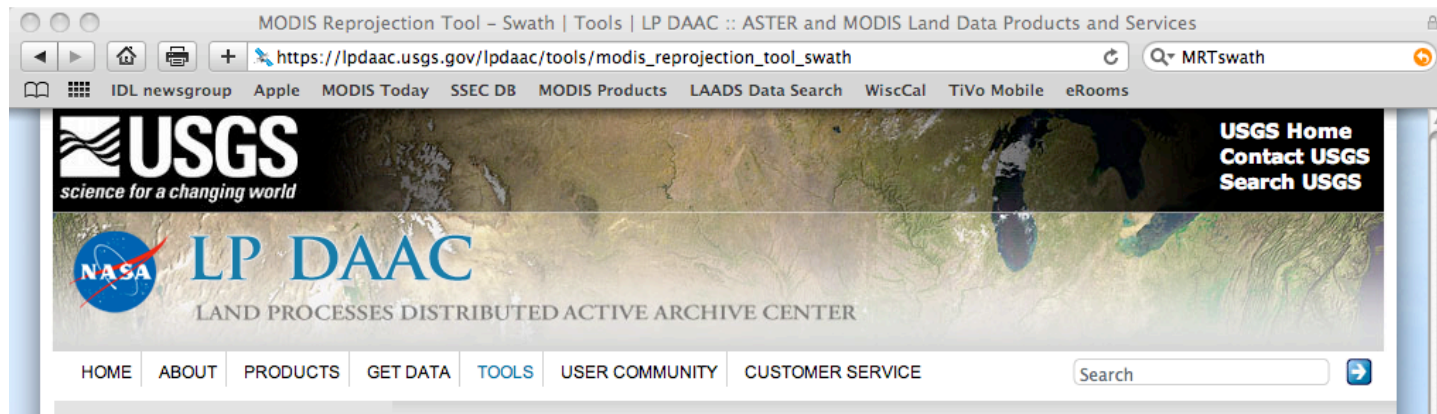 MODIS Reprojection Tool – Swath | Tools | LP DAAC :: ASTER and MODIS Land Data Products and Services
https://lpdaac.usgs.gov/lpdaac/tools/modis_reprojection_tool_swath
MRTswath
IDL newsgroup Apple MODIS Today SSEC DB MODIS Products LAADS Data Search WiscCal TiVo Mobile eRooms
USGS
science for a changing world
USGS Home
Contact USGS
Search USGS
NASA
LP DAAC
LAND PROCESSES DISTRIBUTED ACTIVE ARCHIVE CENTER
HOME ABOUT PRODUCTS GET DATA TOOLS USER COMMUNITY CUSTOMER SERVICE
Search